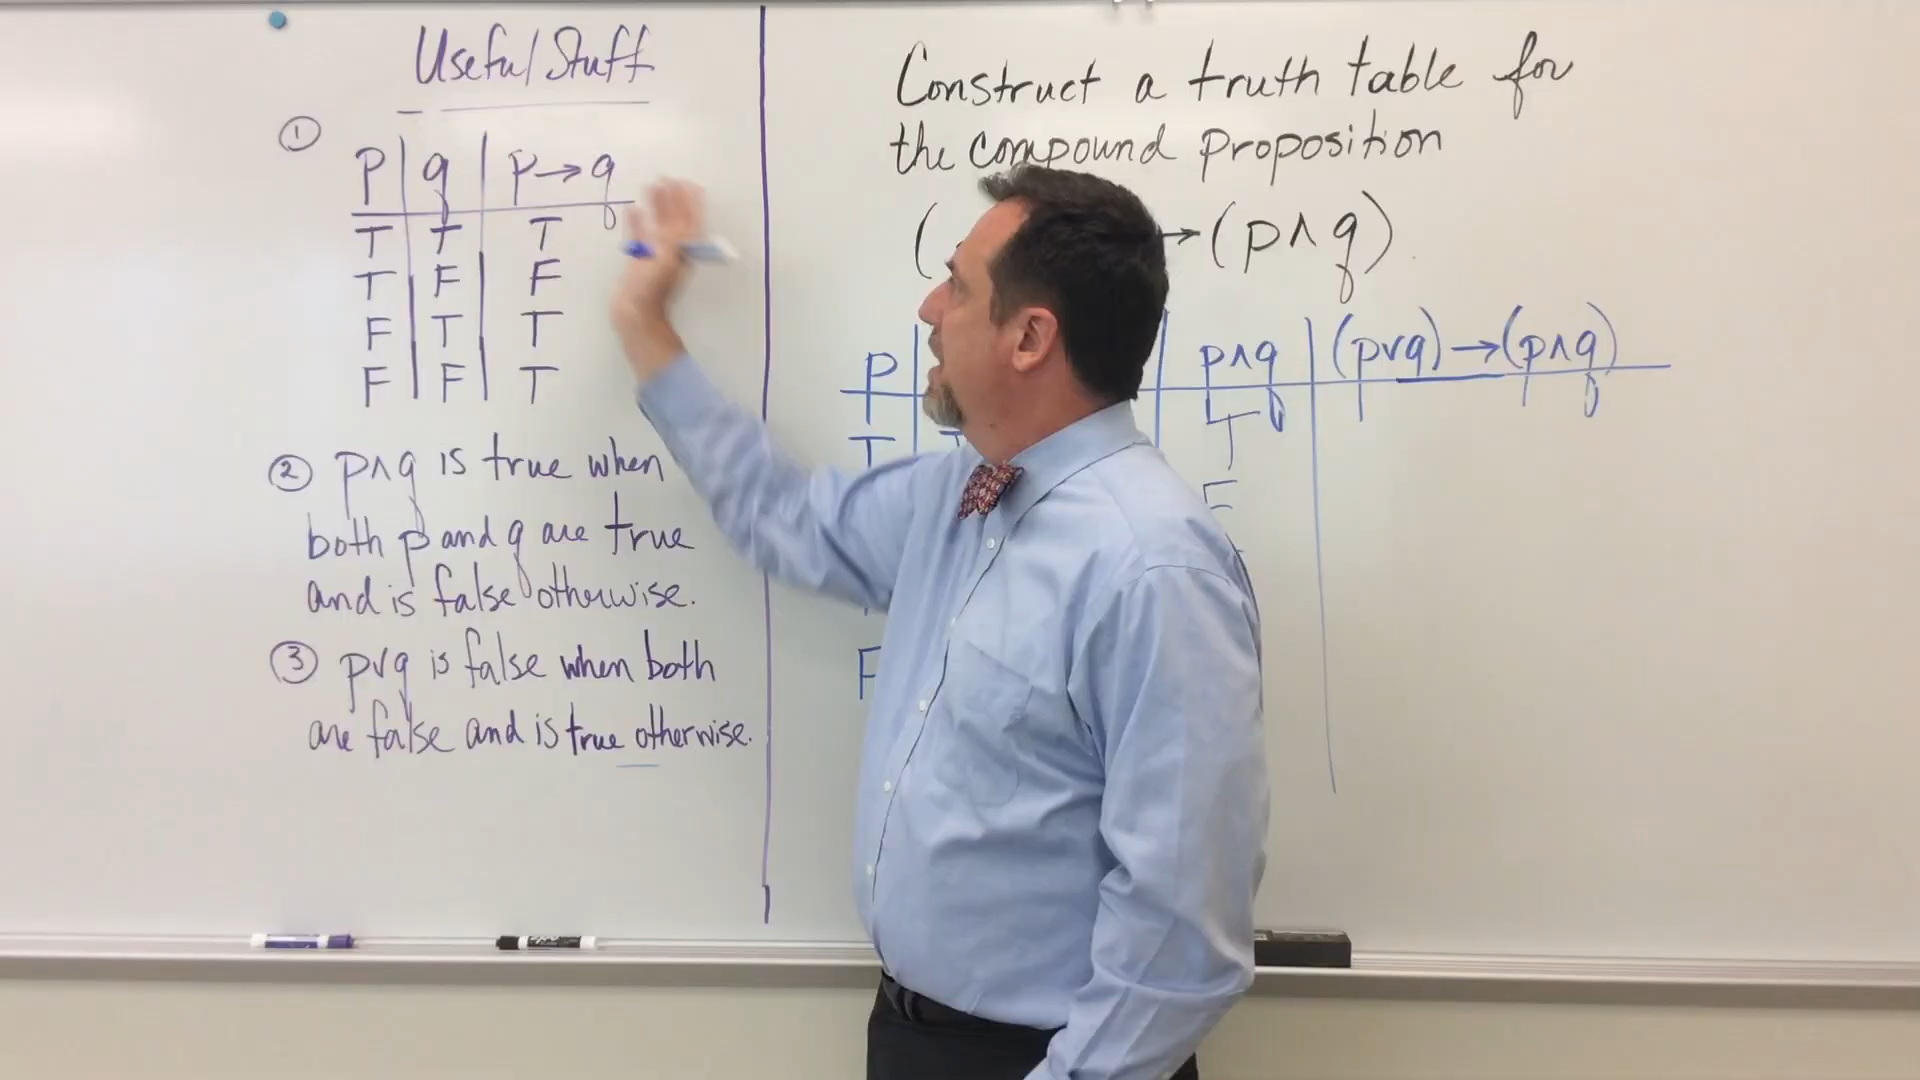 Useful Stuff
① p q p→q
T T T
T F F
F T T
F F T
② p∧q is true when
both p and q are true
and is false otherwise.
③ p∨q is false when both
are false and is true otherwise.
Construct a truth table for
the compound proposition
( → (p∧q)
p p∧q (p∨q) → (p∧q)
T T
F
F